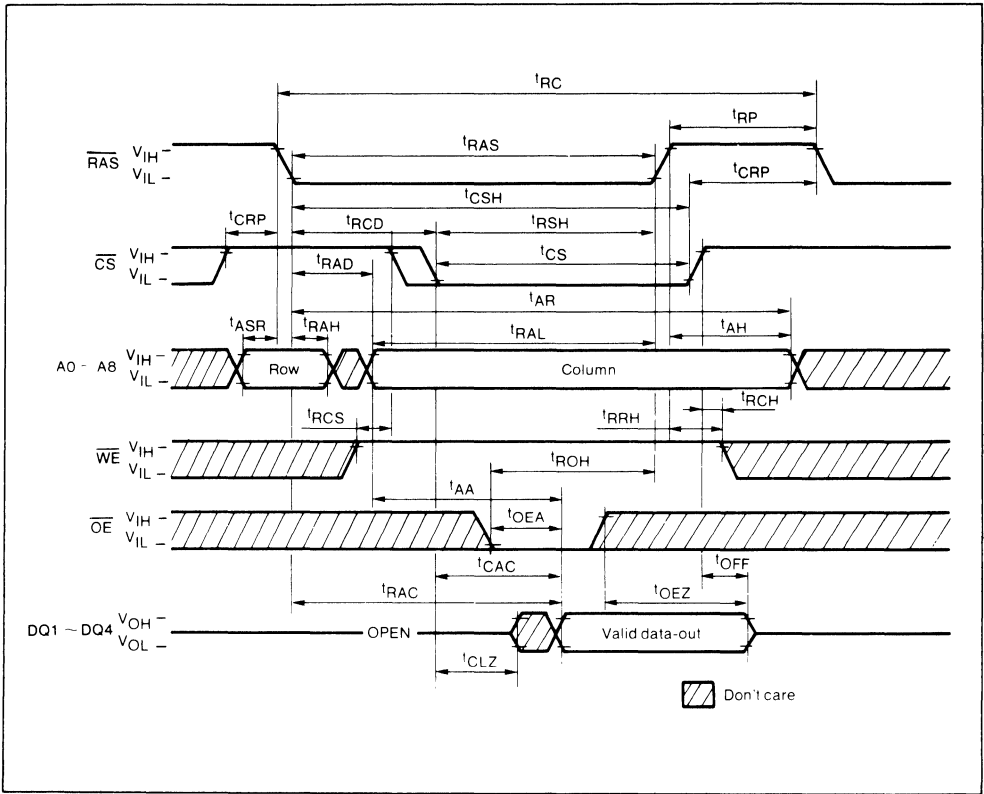 tRC
tRP
RAS VIH
VIL
tRAS
tCRP
tCSH
tCRP
tRCD
tRSH
CS VIH
VIL
tRAD
tCS
tAR
tASR
tRAH
tRAL
tAH
A0 - A8 VIH
VIL
Row
Column
tRCH
tRCS
tRRH
WE VIH
VIL
tROH
tAA
OE VIH
VIL
tOEA
tOFF
tCAC
tRAC
tOEZ
DQ1 ~ DQ4 VOH
VOL
OPEN
Valid data-out
tCLZ
Don't care